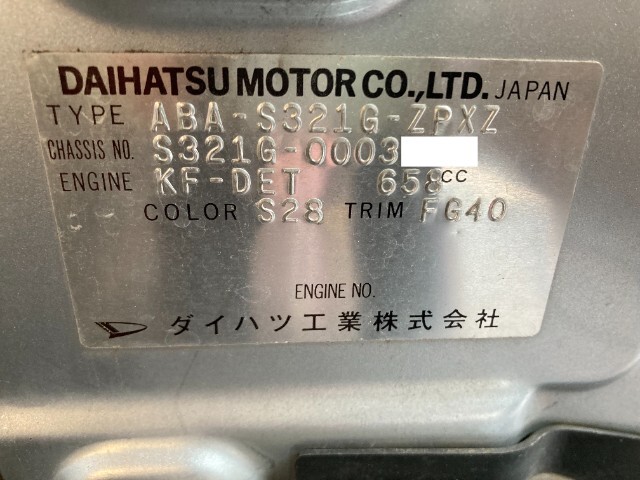 DAIHATSU MOTOR CO.,LTD. JAPAN
TYPE ABA-S321G-ZPXZ
CHASSIS NO. S321G-0003
ENGINE KF-DET 658CC
COLOR S28 TRIM FG40
ENGINE NO.
ダイハツ工業株式会社